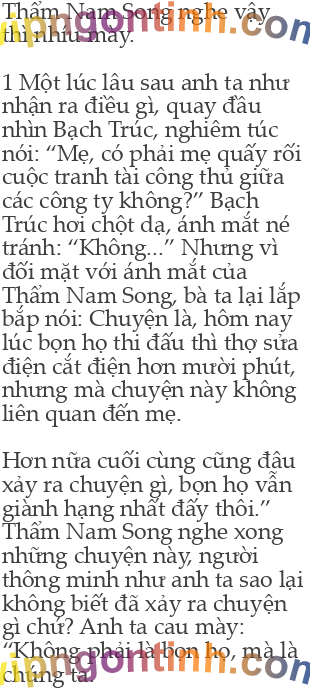 Thẩm Nam Song nghe vậy
thì nhíu mày.
1 Một lúc lâu sau anh ta như
nhận ra điều gì, quay đầu
nhìn Bạch Trúc, nghiêm túc
nói: “Mẹ, có phải mẹ quấy rối
cuộc tranh tài công thủ giữa
các công ty không?” Bạch
Trúc hơi chột dạ, ánh mắt né
tránh: “Không...” Nhưng vì
đối mặt với ánh mắt của
Thẩm Nam Song, bà ta lại lắp
bắp nói: Chuyện là, hôm nay
lúc bọn họ thi đấu thì thợ sửa
điện cắt điện hơn mười phút,
nhưng mà chuyện này không
liên quan đến mẹ.
Hơn nữa cuối cùng cũng đâu
xảy ra chuyện gì, bọn họ vẫn
giành hạng nhất đấy thôi.”
Thẩm Nam Song nghe xong
những chuyện này, người
thông minh như anh ta sao lại
không biết đã xảy ra chuyện
gì chứ? Anh ta cau mày:
“Không phải là bọn họ, mà là
chúng ta.
vipngontinh.com
vipngontinh.com